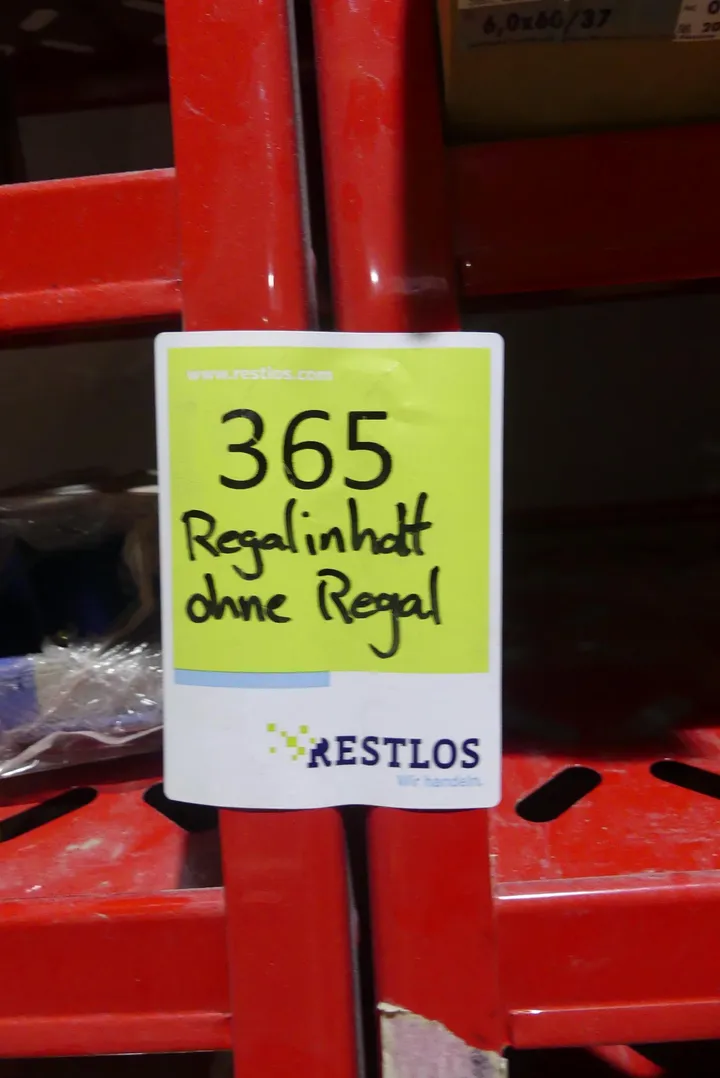 6,0x60/37
www.restlos.com
365
Regalinhalt
ohne Regal
RESTLOS
Wir handeln.